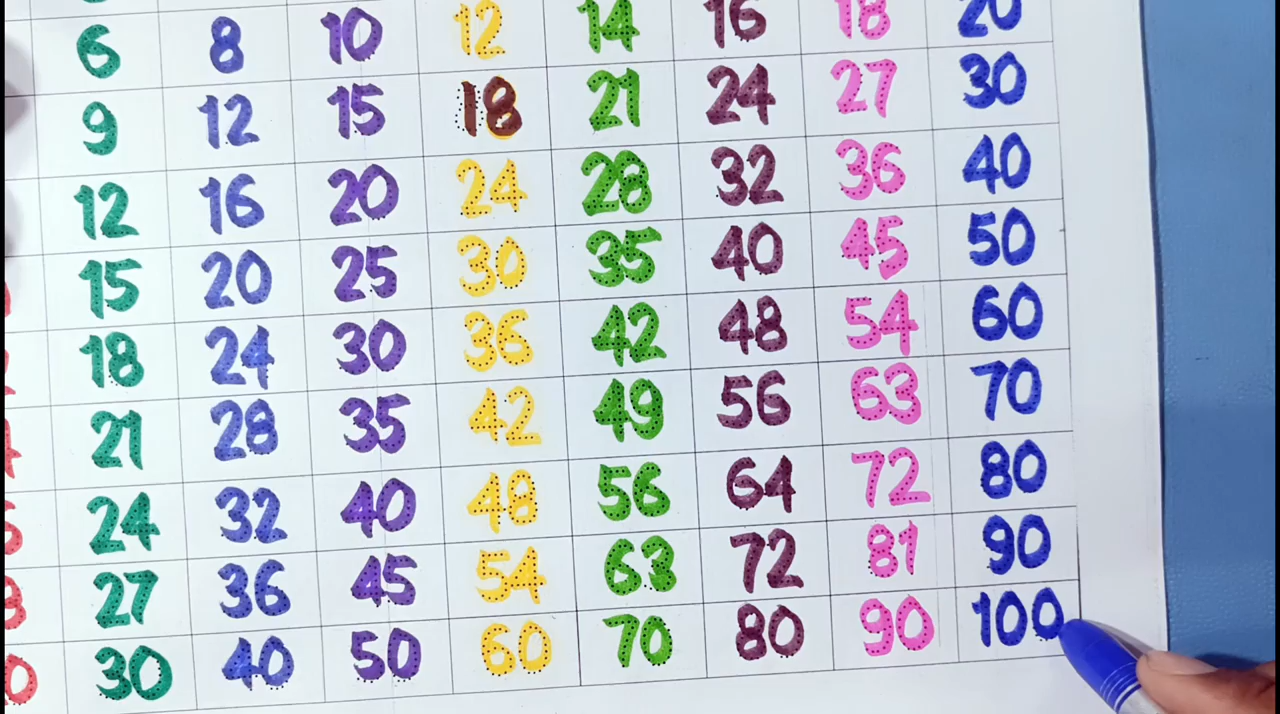 6 8 10 12 14 16 18 20
9 12 15 18 21 24 27 30
12 16 20 24 28 32 36 40
15 20 25 30 35 40 45 50
18 24 30 36 42 48 54 60
21 28 35 42 49 56 63 70
24 32 40 48 56 64 72 80
27 36 45 54 63 72 81 90
30 40 50 60 70 80 90 100